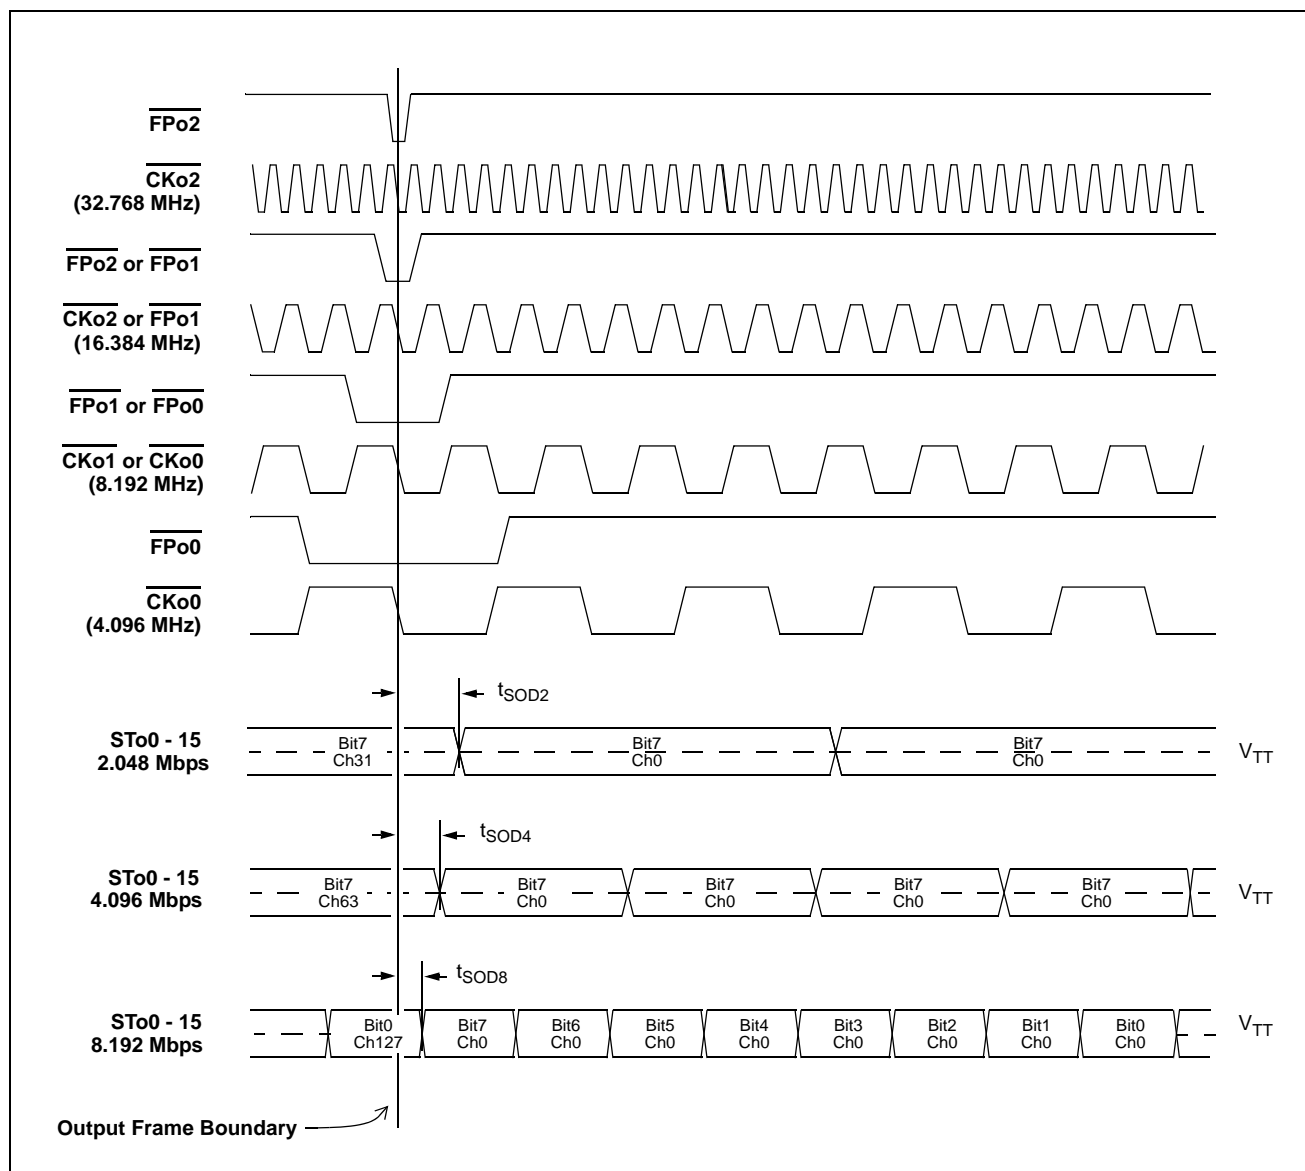 FPo2
CKo2
(32.768 MHz)
FPo2 or FPo1
CKo2 or FPo1
(16.384 MHz)
FPo1 or FPo0
CKo1 or CKo0
(8.192 MHz)
FPo0
CKo0
(4.096 MHz)
tSOD2
STo0 - 15
2.048 Mbps
Bit7
Ch31
Bit7
Ch0
Bit7
Ch0
VTT
tSOD4
STo0 - 15
4.096 Mbps
Bit7
Ch63
Bit7
Ch0
Bit7
Ch0
Bit7
Ch0
Bit7
Ch0
VTT
tSOD8
STo0 - 15
8.192 Mbps
Bit0
Ch127
Bit7
Ch0
Bit6
Ch0
Bit5
Ch0
Bit4
Ch0
Bit3
Ch0
Bit2
Ch0
Bit1
Ch0
Bit0
Ch0
VTT
Output Frame Boundary